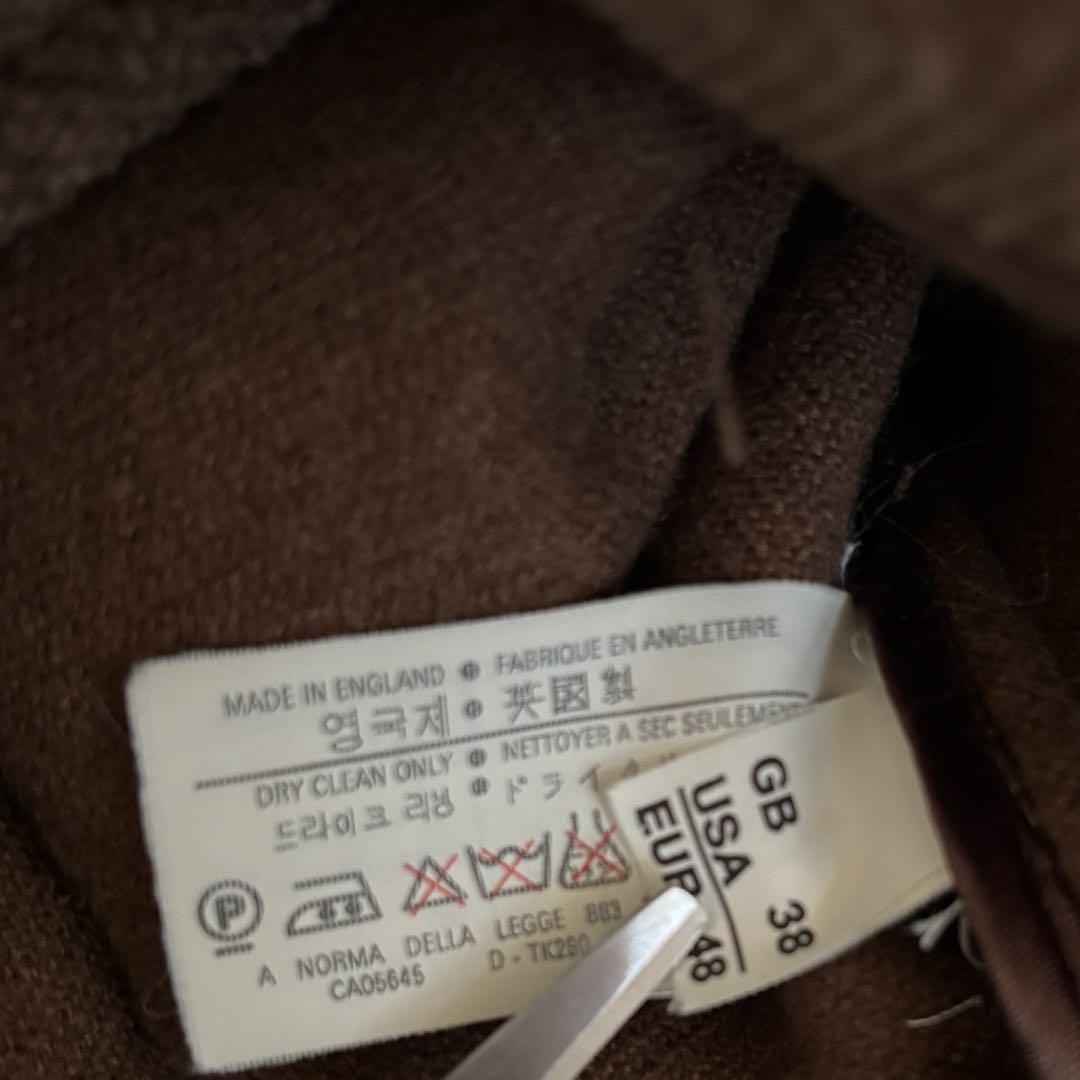 MADE IN ENGLAND FABRIQUE EN ANGLETERRE
영국제 英國製
DRY CLEAN ONLY NETTOYER A SEC SEULEMENT
드라이크 리닝 ドライ
P
A NORMA DELLA LEGGE 883
CA05645 D - TK280
GB 38
USA
EUR 48